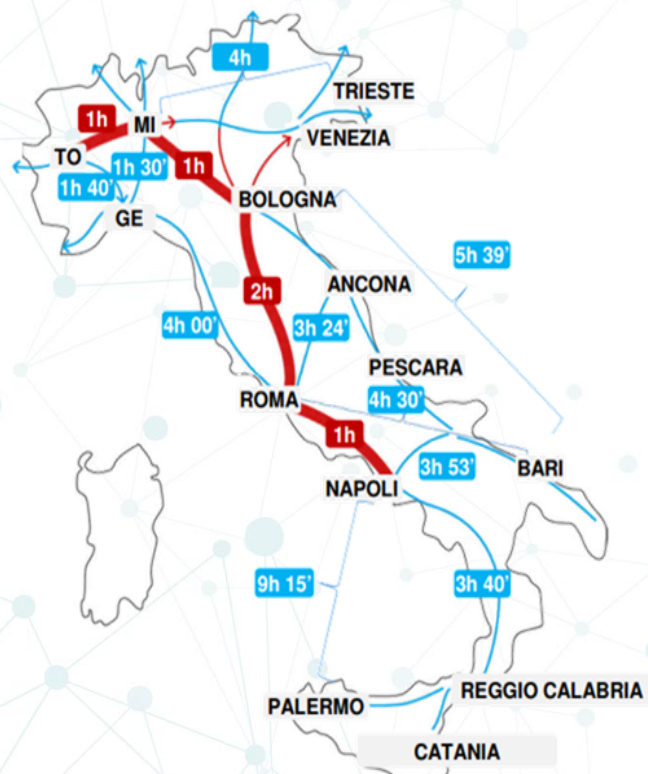 4h
TRIESTE
1h
MI
VENEZIA
TO
1h 30’
1h
1h 40’
BOLOGNA
GE
5h 39’
ANCONA
2h
4h 00’
3h 24’
PESCARA
ROMA
4h 30’
1h
3h 53’
BARI
NAPOLI
9h 15’
3h 40’
REGGIO CALABRIA
PALERMO
CATANIA